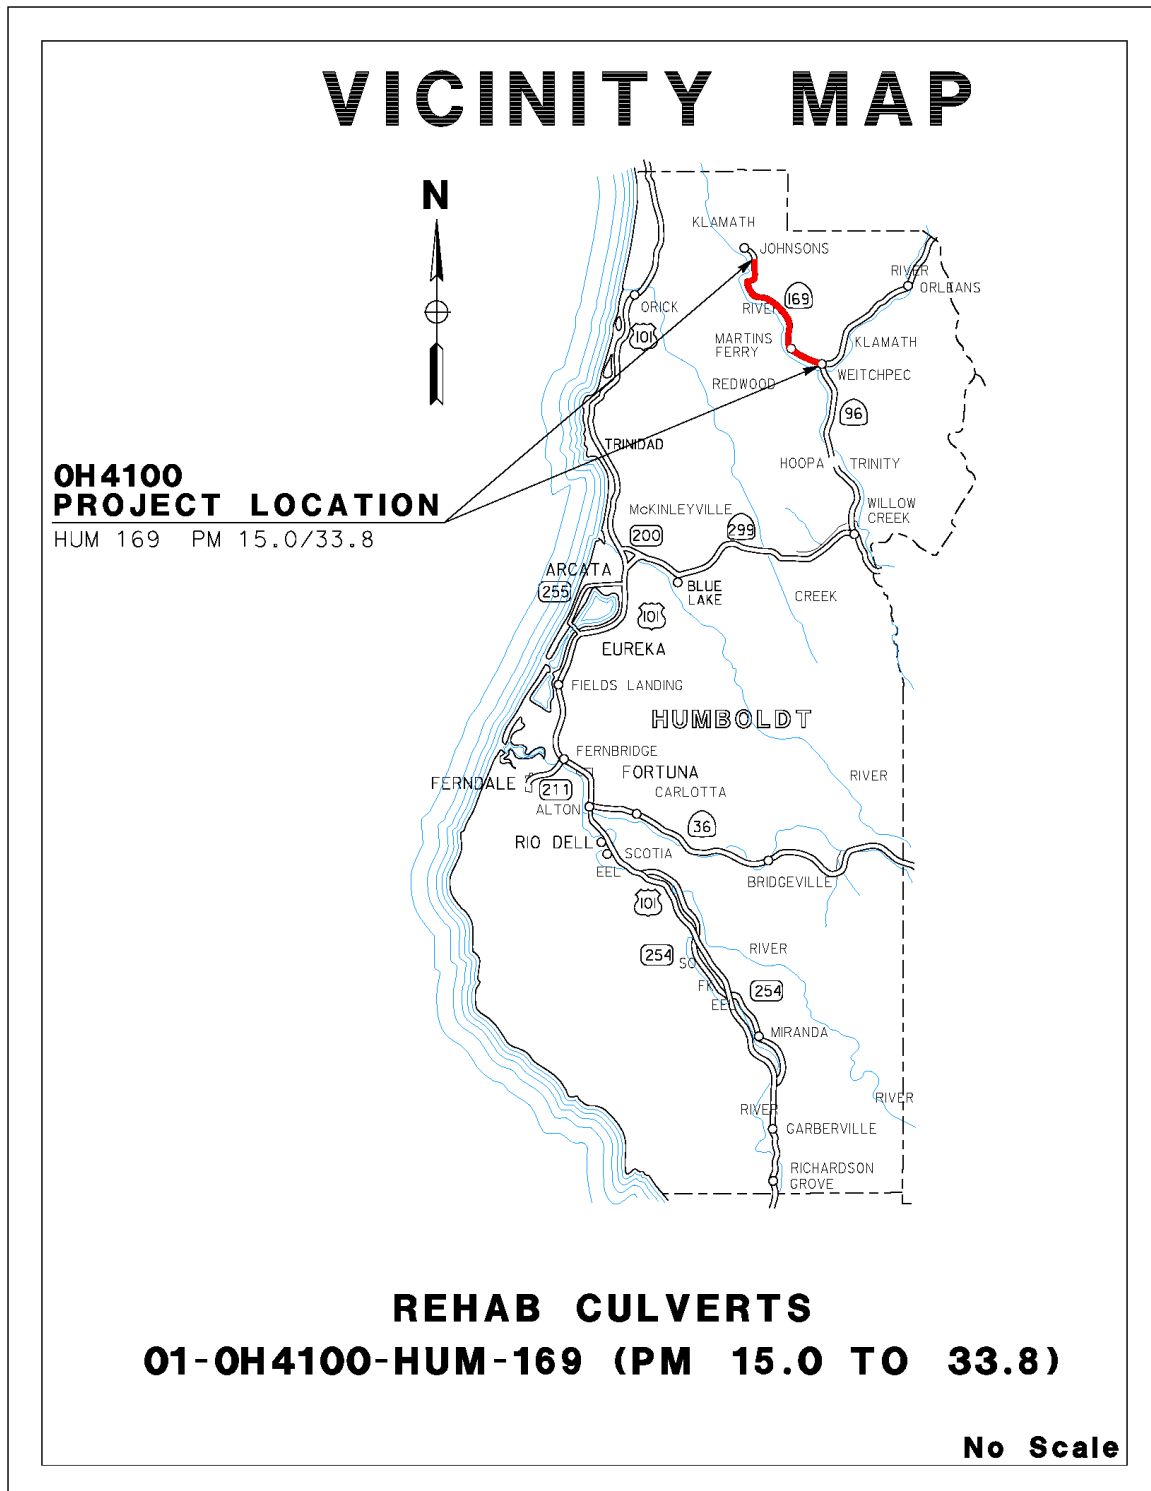 VICINITY MAP
N
KLAMATH
JOHNSONS
RIVER
ORLEANS
169
RIVER
ORICK
101
MARTINS
FERRY
KLAMATH
REDWOOD
WEITCHPEC
96
TRINIDAD
HOOPA
TRINITY
0H4100
PROJECT LOCATION
HUM 169 PM 15.0/33.8
WILLOW
CREEK
McKINLEYVILLE
200
299
ARCATA
255
BLUE
LAKE
CREEK
101
EUREKA
FIELDS LANDING
HUMBOLDT
FERNBRIDGE
FORTUNA
RIVER
FERNDALE
211
CARLOTTA
ALTON
36
RIO DELL
SCOTIA
EEL
BRIDGEVILLE
101
RIVER
254
SO
FK
EEL
254
MIRANDA
RIVER
RIVER
GARBERVILLE
RICHARDSON
GROVE
REHAB CULVERTS
01-0H4100-HUM-169 (PM 15.0 TO 33.8)
No Scale